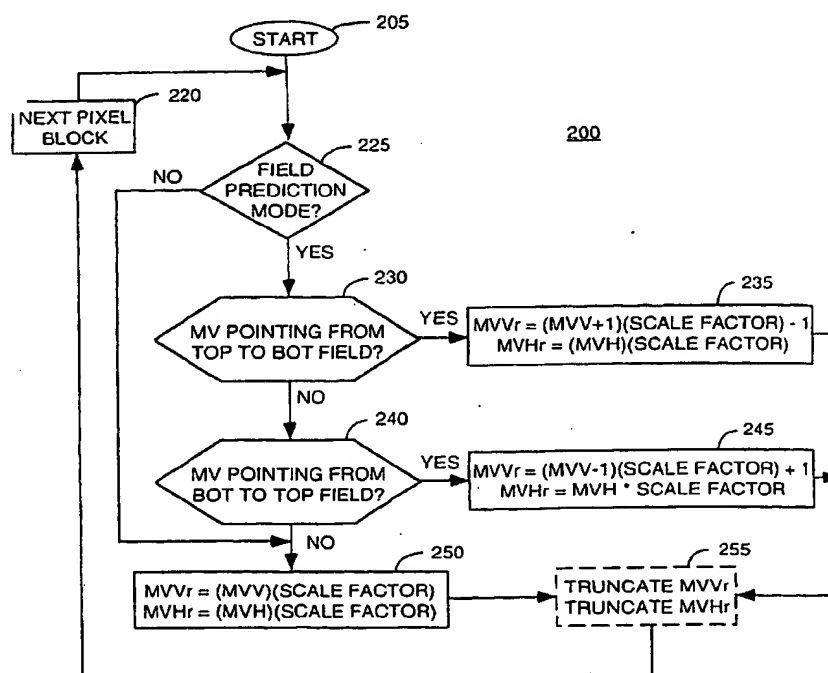 START
205
220
NEXT PIXEL
BLOCK
200
225
FIELD
PREDICTION
MODE?
NO
YES
230
MV POINTING FROM
TOP TO BOT FIELD?
YES
235
MVVr = (MVV+1)(SCALE FACTOR) - 1
MVHr = (MVH)(SCALE FACTOR)
NO
240
MV POINTING FROM
BOT TO TOP FIELD?
YES
245
MVVr = (MVV-1)(SCALE FACTOR) + 1
MVHr = MVH * SCALE FACTOR
NO
250
MVVr = (MVV)(SCALE FACTOR)
MVHr = (MVH)(SCALE FACTOR)
255
TRUNCATE MVVr
TRUNCATE MVHr